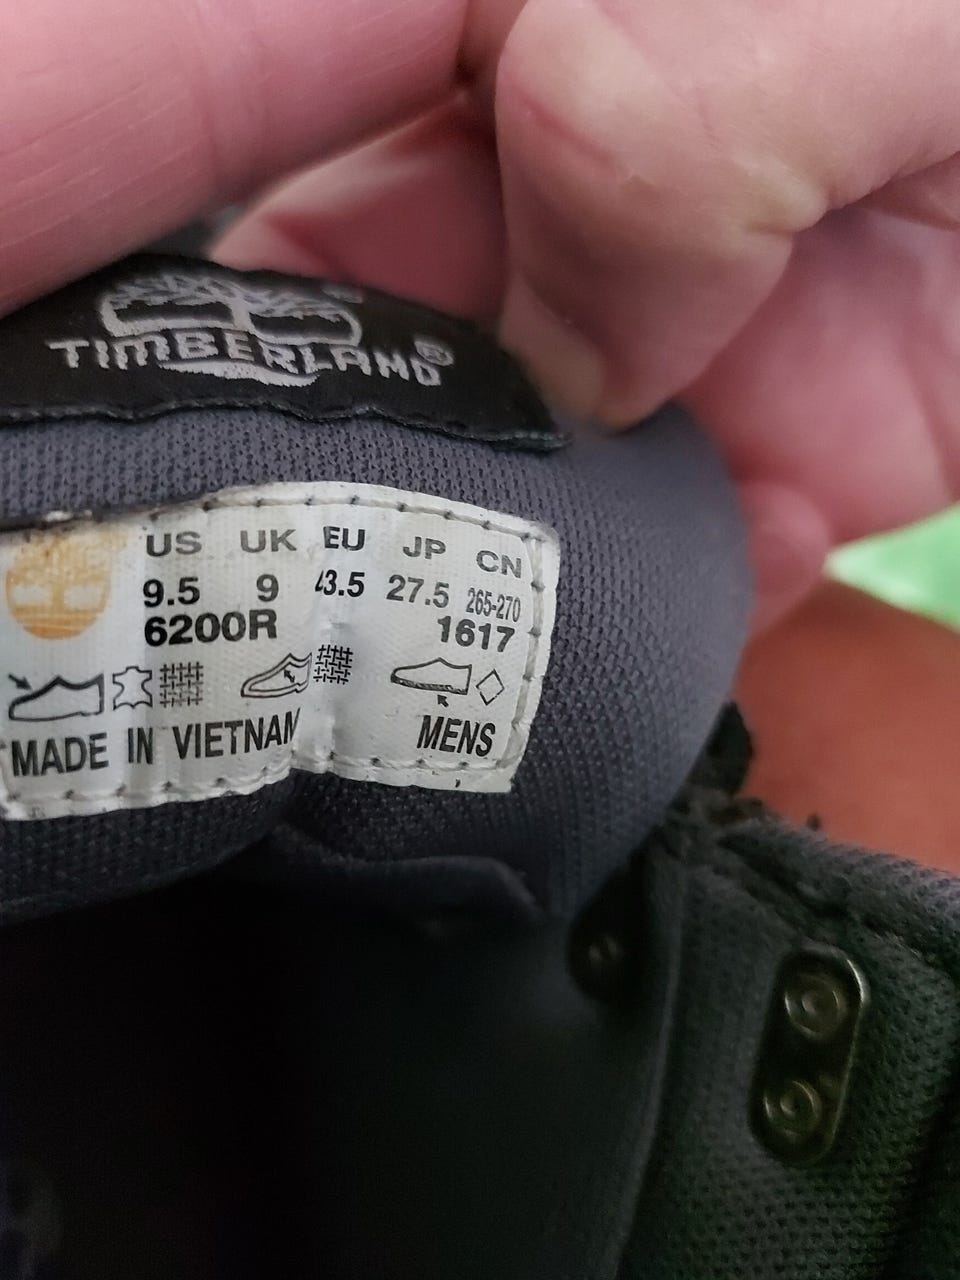 TIMBERLAND®
US UK EU JP CN
9.5 9 43.5 27.5 265-270
6200R 1617
MADE IN VIETNAM MENS